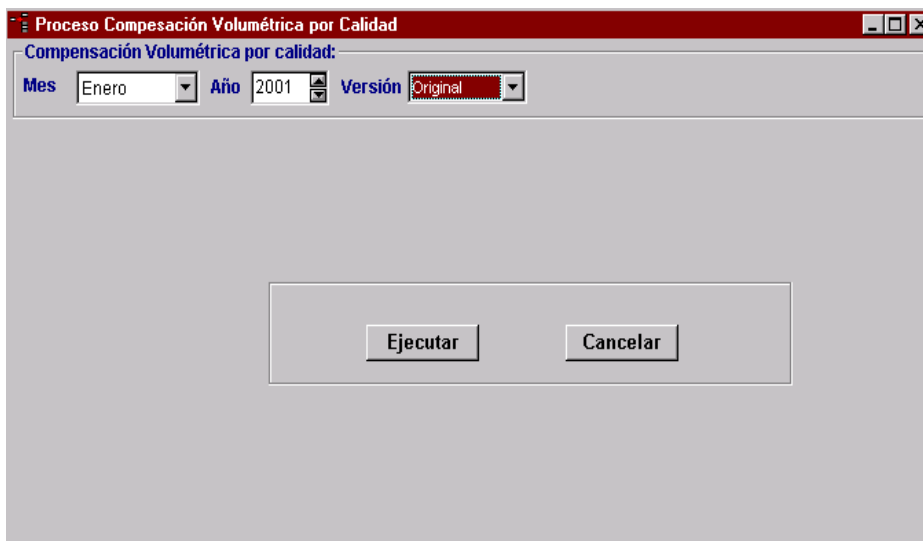 Proceso Compesación Volumétrica por Calidad
Compensación Volumétrica por calidad:
Mes Enero Año 2001 Versión Original
Ejecutar Cancelar